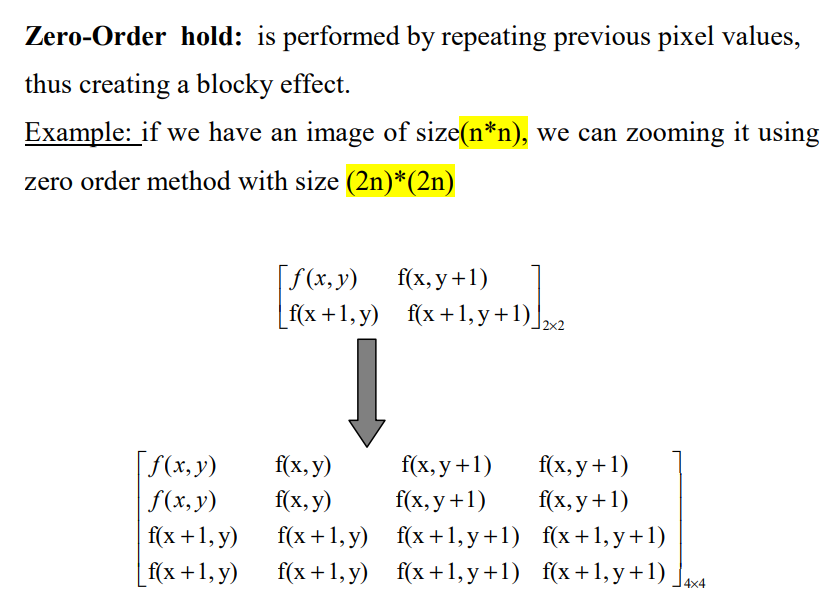 Zero-Order hold: is performed by repeating previous pixel values,
thus creating a blocky effect.
Example: if we have an image of size(n*n), we can zooming it using
zero order method with size (2n)*(2n)
f(x,y) f(x,y+1)
f(x+1,y) f(x+1,y+1) 2×2
f(x,y) f(x,y) f(x,y+1) f(x,y+1)
f(x,y) f(x,y) f(x,y+1) f(x,y+1)
f(x+1,y) f(x+1,y) f(x+1,y+1) f(x+1,y+1)
f(x+1,y) f(x+1,y) f(x+1,y+1) f(x+1,y+1) 4×4